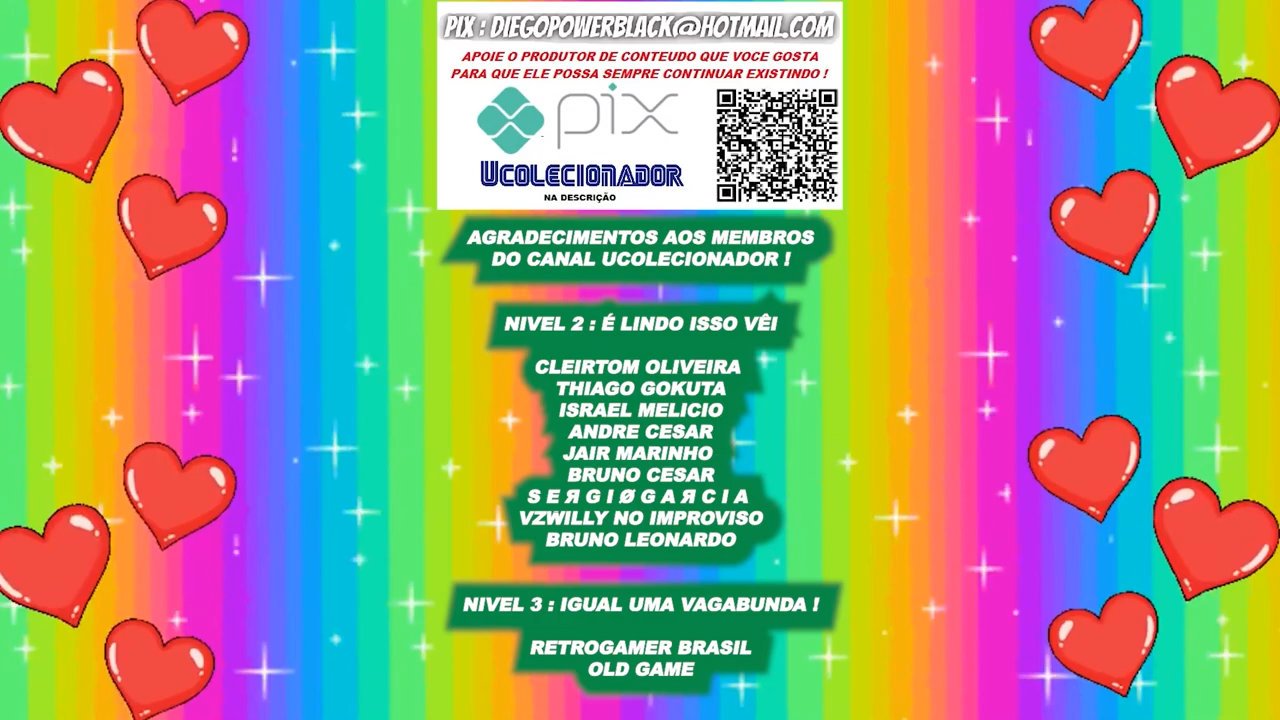 PIX : DIEGOPOWERBLACK@HOTMAIL.COM
APOIE O PRODUTOR DE CONTEUDO QUE VOCE GOSTA
PARA QUE ELE POSSA SEMPRE CONTINUAR EXISTINDO !
pix
UCOLECIONADOR
NA DESCRIÇÃO
AGRADECIMENTOS AOS MEMBROS
DO CANAL UCOLECIONADOR !
NIVEL 2 : É LINDO ISSO VÊI
CLEIRTOM OLIVEIRA
THIAGO GOKUTA
ISRAEL MELICIO
ANDRE CESAR
JAIR MARINHO
BRUNO CESAR
S E Я G I Ø G A Я C I A
VZWILLY NO IMPROVISO
BRUNO LEONARDO
NIVEL 3 : IGUAL UMA VAGABUNDA !
RETROGAMER BRASIL
OLD GAME